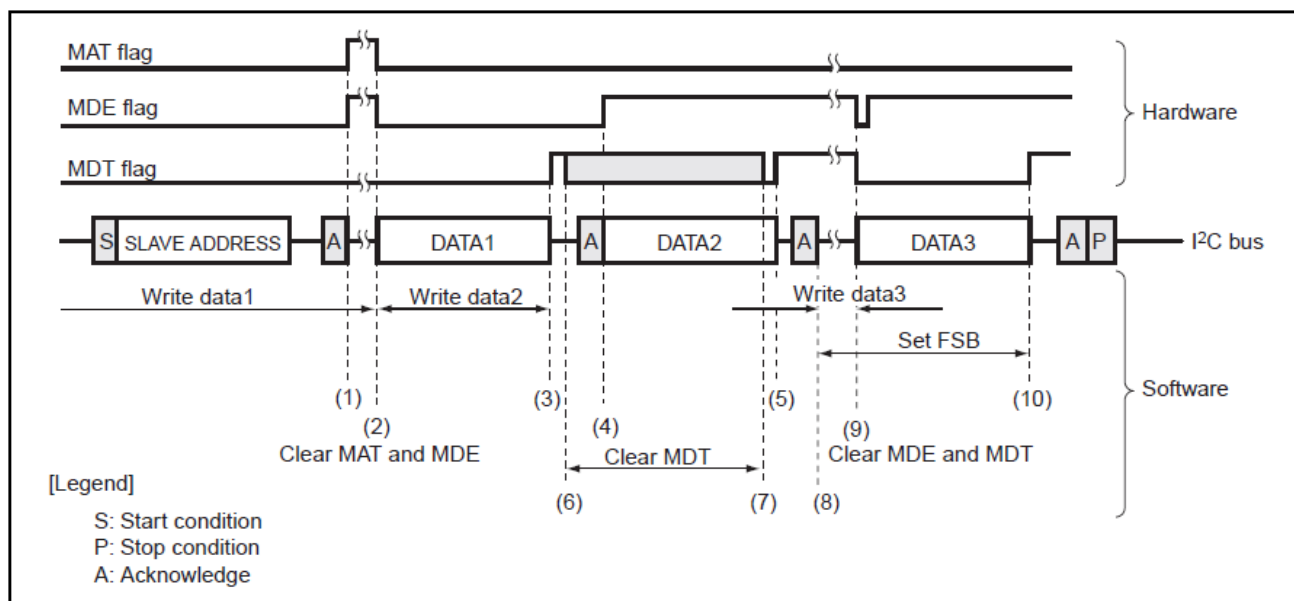 MAT flag
MDE flag
MDT flag
Hardware
S SLAVE ADDRESS A DATA1 A DATA2 A DATA3 A P I²C bus
Write data1 Write data2 Write data3
Set FSB
(1) (3) (5) (10) Software
(2) (4) (9)
Clear MAT and MDE Clear MDT Clear MDE and MDT
[Legend] (6) (7) (8)
S: Start condition
P: Stop condition
A: Acknowledge